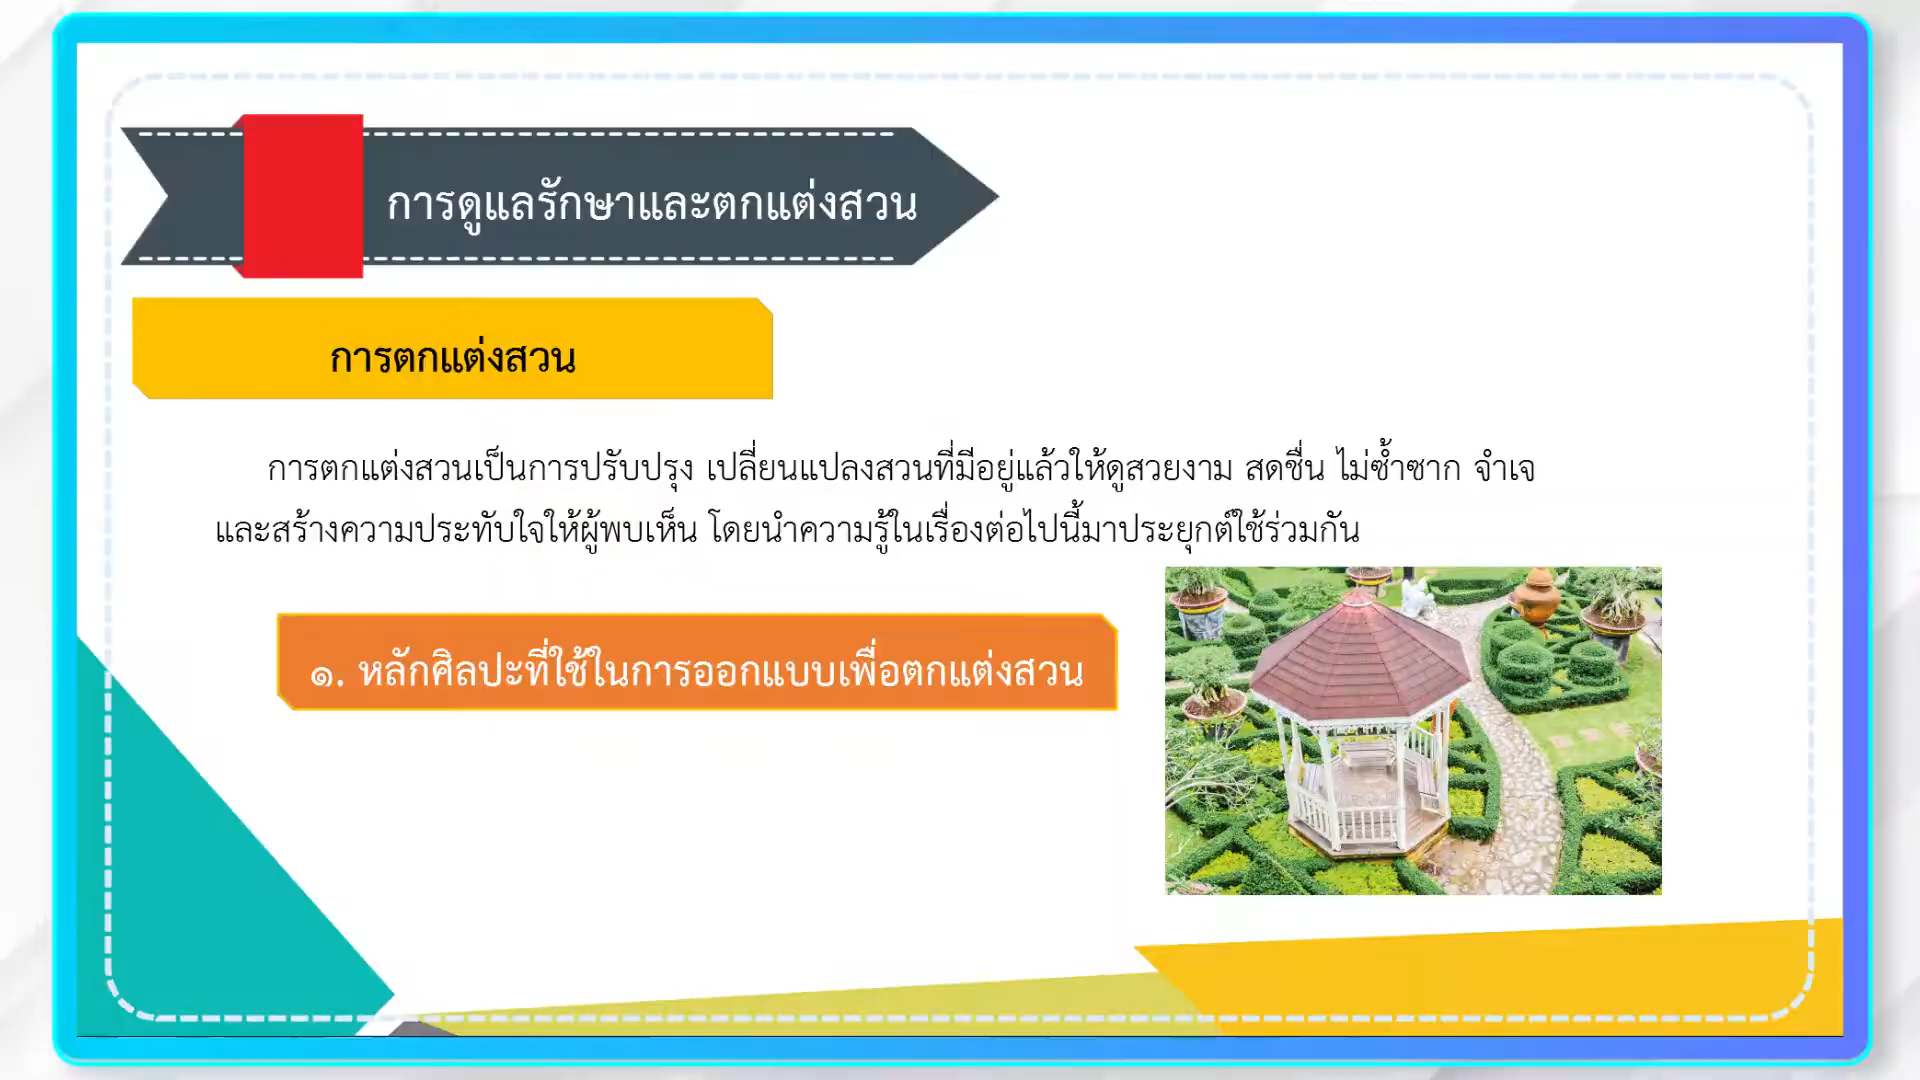 การดูแลรักษาและตกแต่งสวน
การตกแต่งสวน
การตกแต่งสวนเป็นการปรับปรุง เปลี่ยนแปลงสวนที่มีอยู่แล้วให้ดูสวยงาม สดชื่น ไม่ซ้ำซาก จำเจ
และสร้างความประทับใจให้ผู้พบเห็น โดยนำความรู้ในเรื่องต่อไปนี้มาประยุกต์ใช้ร่วมกัน
๑. หลักศิลปะที่ใช้ในการออกแบบเพื่อตกแต่งสวน